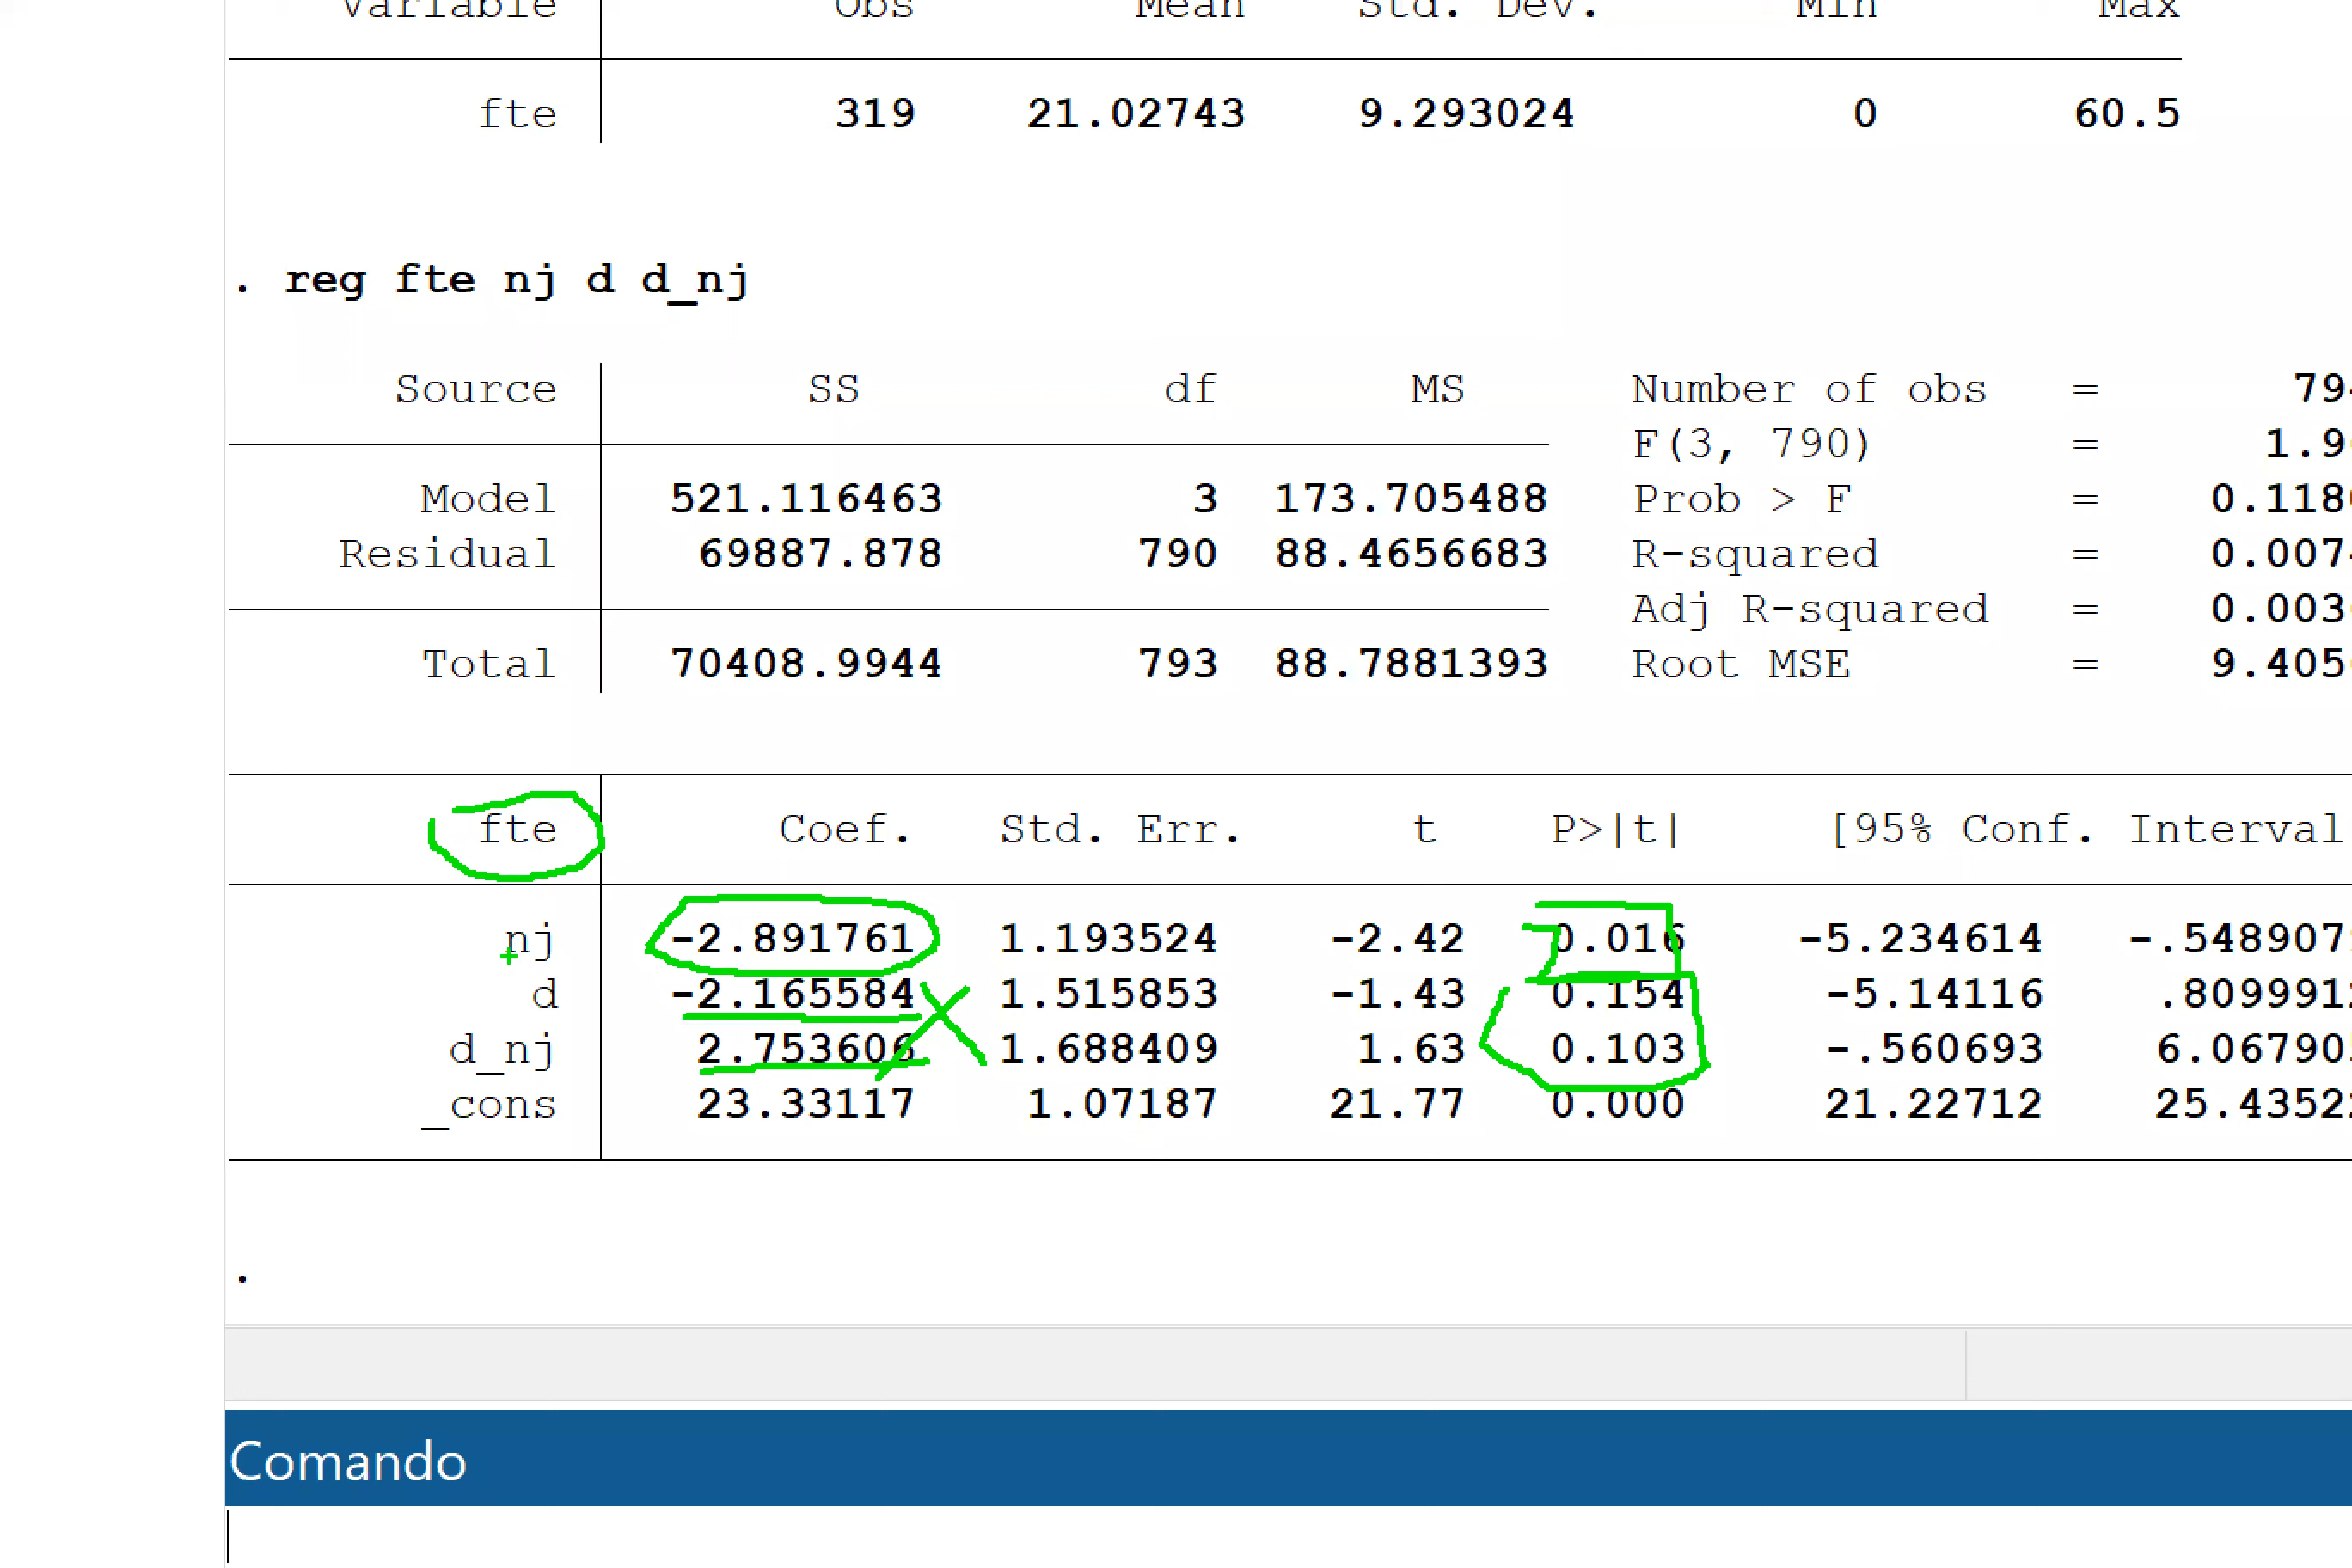 Variable Obs Mean Std. Dev. Min Max
fte 319 21.02743 9.293024 0 60.5
. reg fte nj d d_nj
Source SS df MS Number of obs = 794
F(3, 790) = 1.9
Model 521.116463 3 173.705488 Prob > F = 0.118
Residual 69887.878 790 88.4656683 R-squared = 0.007
Adj R-squared = 0.003
Total 70408.9944 793 88.7881393 Root MSE = 9.405
fte Coef. Std. Err. t P>|t| [95% Conf. Interval
nj -2.891761 1.193524 -2.42 0.016 -5.234614 -.548907
d -2.165584 1.515853 -1.43 0.154 -5.14116 .809991
d_nj 2.753606 1.688409 1.63 0.103 -.560693 6.06790
_cons 23.33117 1.07187 21.77 0.000 21.22712 25.4352
.
Comando